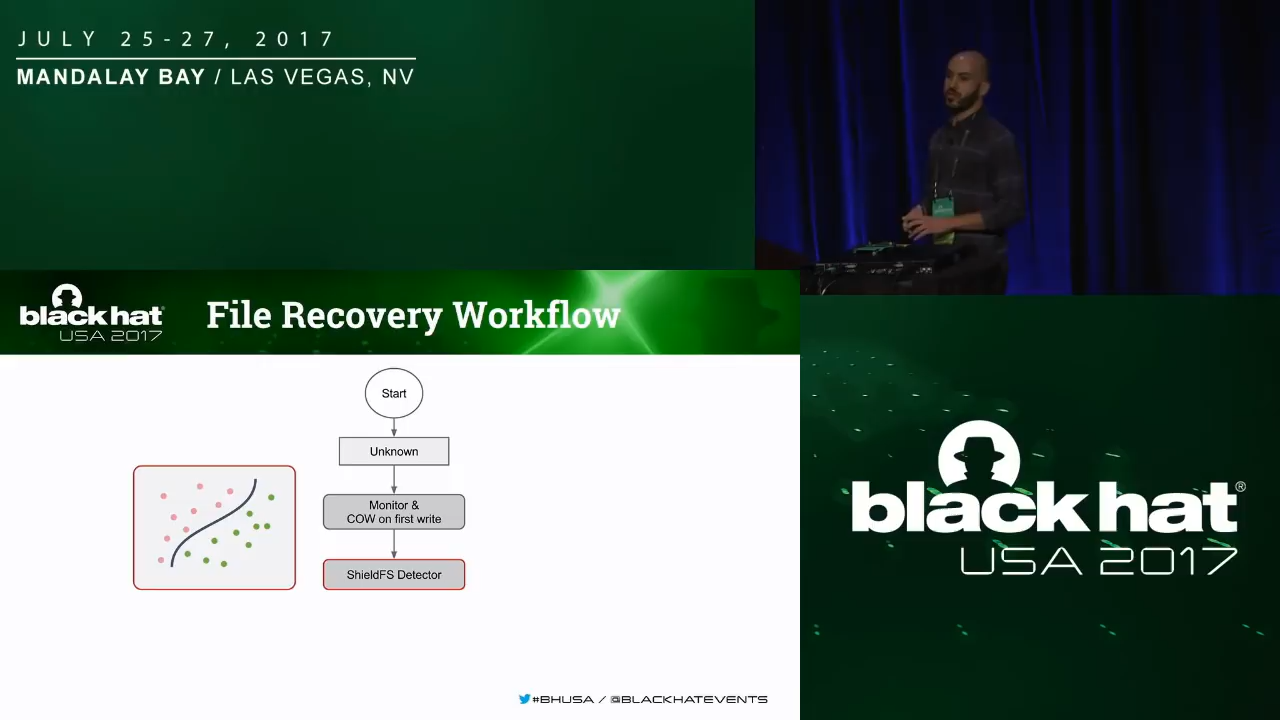 JULY 25-27, 2017
MANDALAY BAY / LAS VEGAS, NV
black hat
USA 2017
File Recovery Workflow
Start
Unknown
Monitor &
COW on first write
ShieldFS Detector
#BHUSA / @BLACKHATEVENTS
black hat®
USA 2017